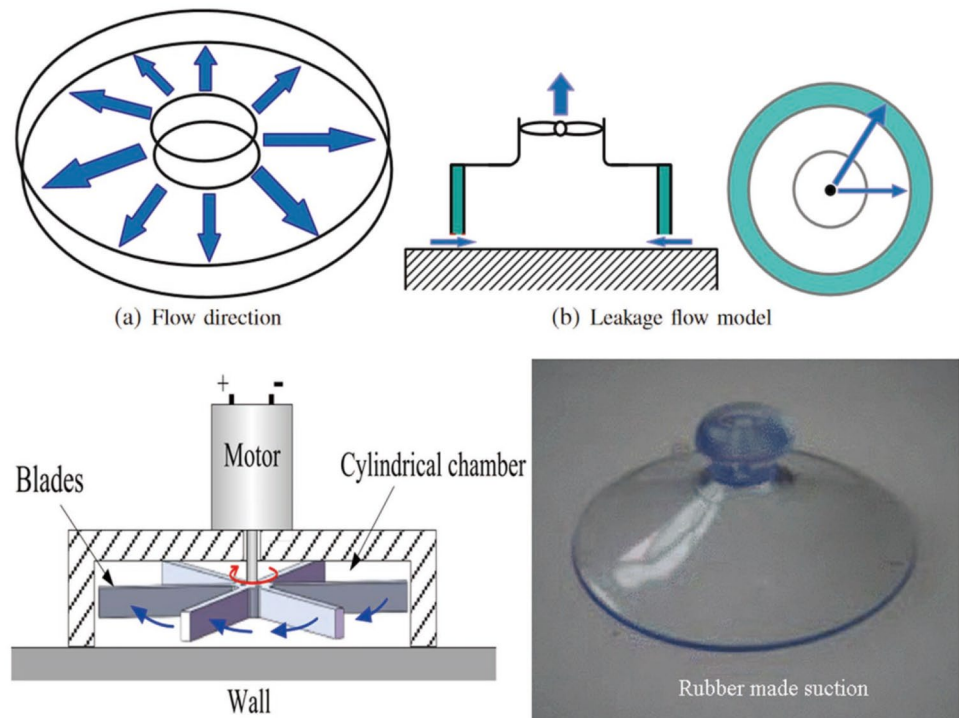 (a) Flow direction
(b) Leakage flow model
+ -
Motor
Blades
Cylindrical chamber
Wall
Rubber made suction